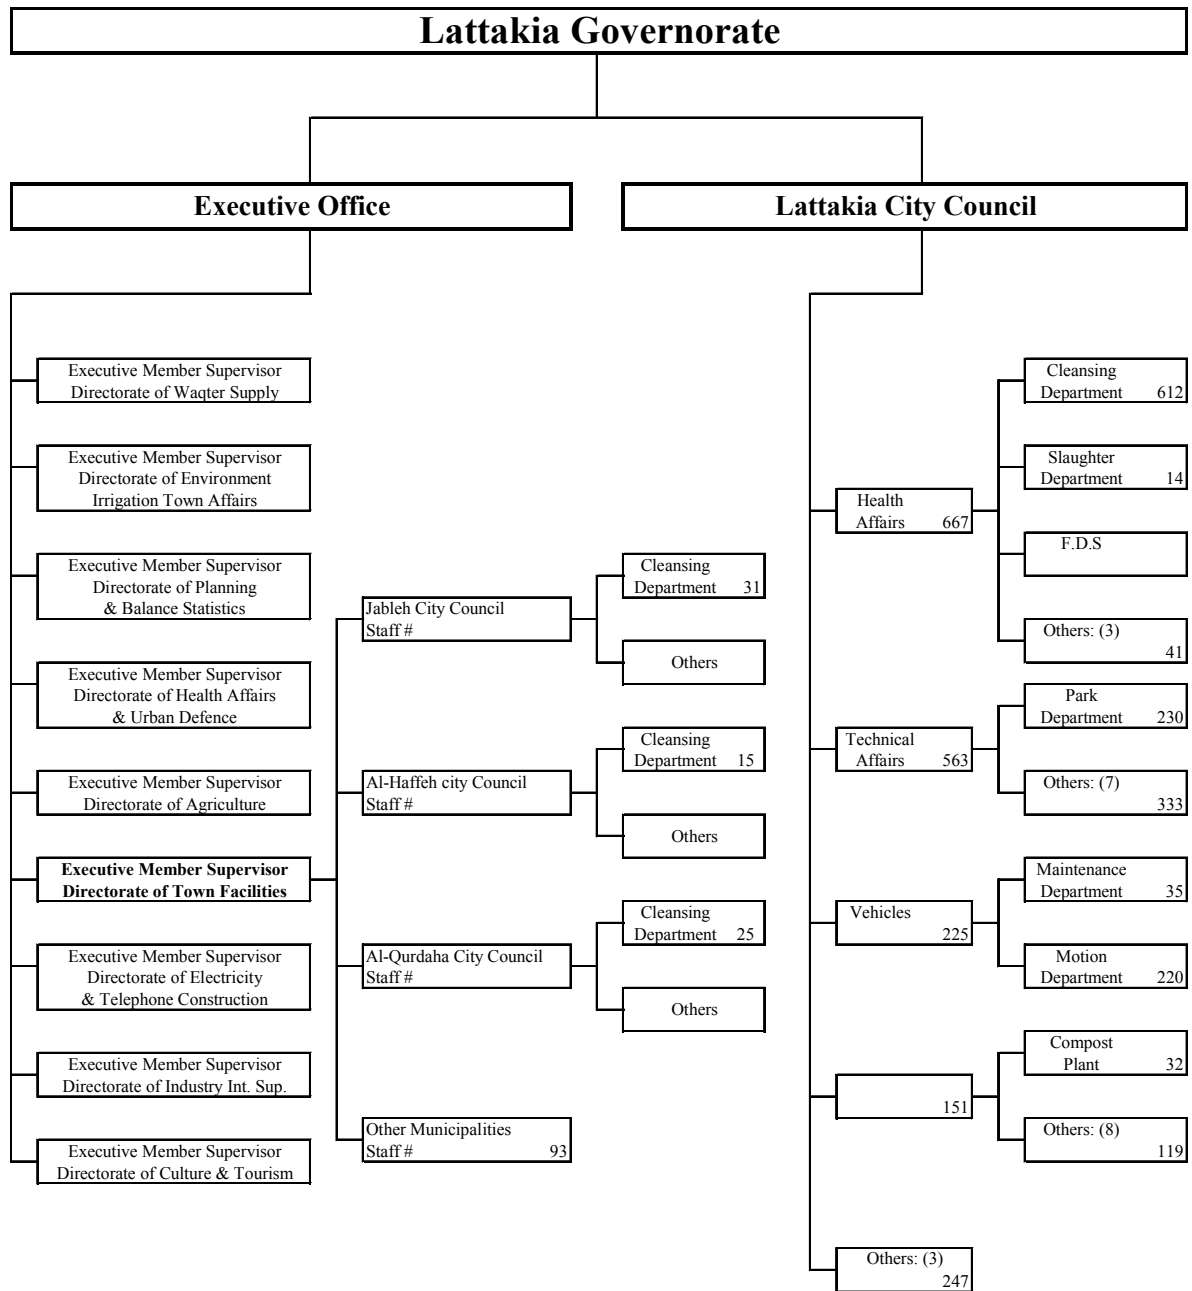 Lattakia Governorate
Executive Office
Lattakia City Council
Executive Member Supervisor
Directorate of Waqter Supply
Executive Member Supervisor
Directorate of Environment
Irrigation Town Affairs
Executive Member Supervisor
Directorate of Planning
& Balance Statistics
Executive Member Supervisor
Directorate of Health Affairs
& Urban Defence
Executive Member Supervisor
Directorate of Agriculture
Executive Member Supervisor
Directorate of Town Facilities
Executive Member Supervisor
Directorate of Electricity
& Telephone Construction
Executive Member Supervisor
Directorate of Industry Int. Sup.
Executive Member Supervisor
Directorate of Culture & Tourism
Jableh City Council
Staff #
Cleansing
Department 31
Others
Al-Haffeh city Council
Staff #
Cleansing
Department 15
Others
Al-Qurdaha City Council
Staff #
Cleansing
Department 25
Others
Other Municipalities
Staff # 93
Health
Affairs 667
Cleansing
Department 612
Slaughter
Department 14
F.D.S
Others: (3)
41
Technical
Affairs 563
Park
Department 230
Others: (7)
333
Vehicles
225
Maintenance
Department 35
Motion
Department 220
151
Compost
Plant 32
Others: (8)
119
Others: (3)
247